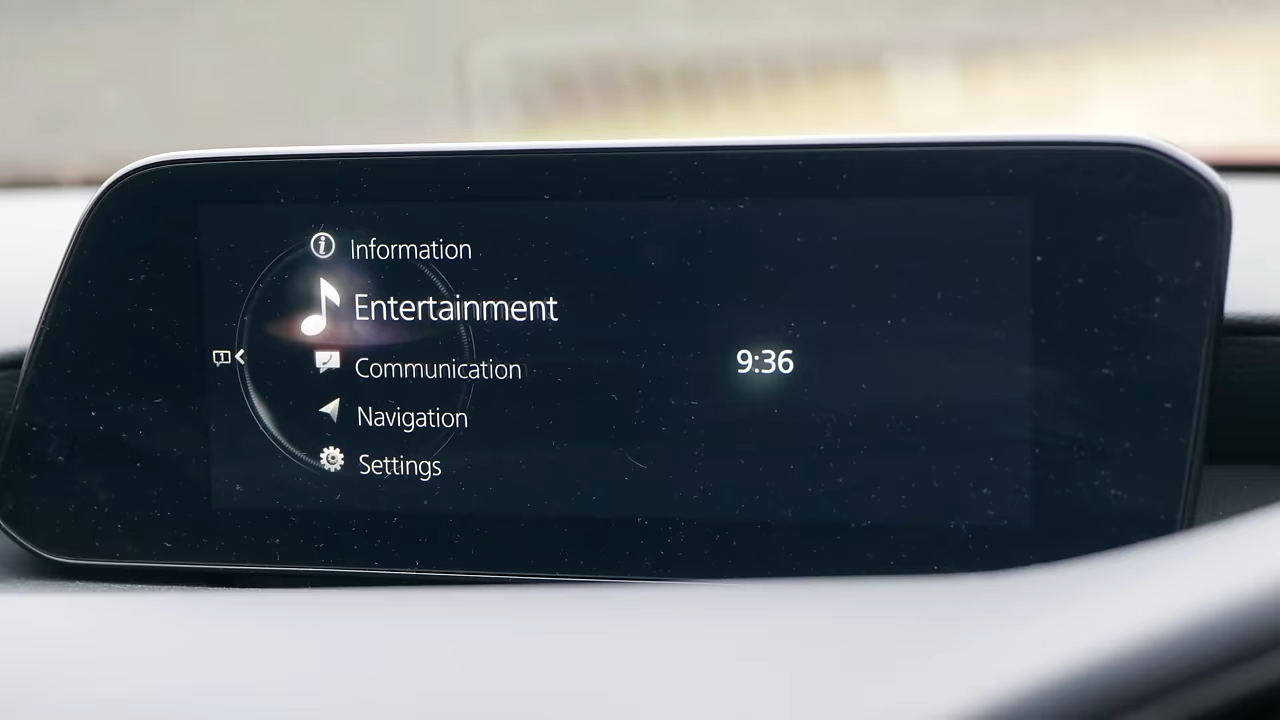 Information
Entertainment
Communication
9:36
Navigation
Settings